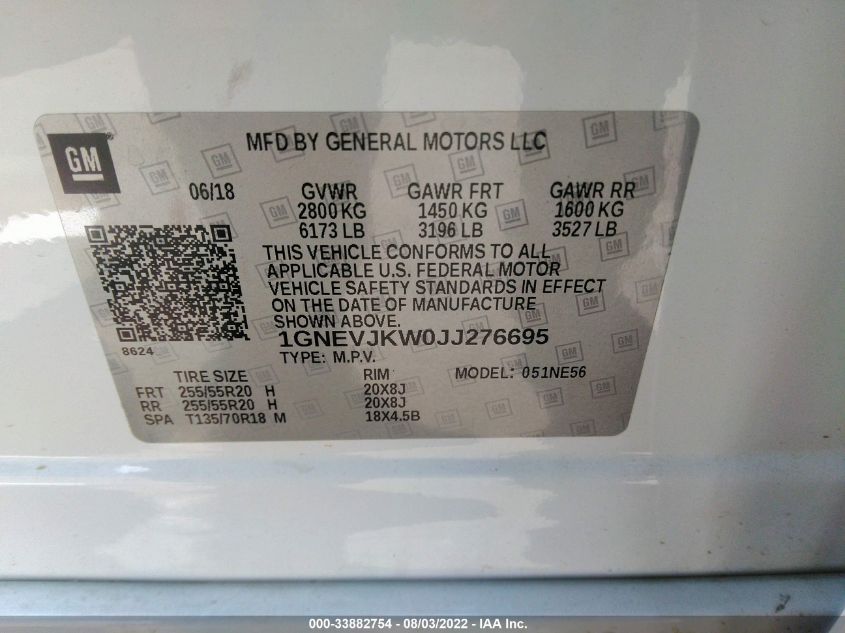 GM
MFD BY GENERAL MOTORS LLC
06/18 GVWR GAWR FRT GAWR RR
2800 KG 1450 KG 1600 KG
6173 LB 3196 LB 3527 LB
THIS VEHICLE CONFORMS TO ALL
APPLICABLE U.S. FEDERAL MOTOR
VEHICLE SAFETY STANDARDS IN EFFECT
ON THE DATE OF MANUFACTURE
SHOWN ABOVE.
8624
1GNEVJKW0JJ276695
TYPE: M.P.V. MODEL: 051NE56
TIRE SIZE RIM
FRT 255/55R20 H 20X8J
RR 255/55R20 H 20X8J
SPA T135/70R18 M 18X4.5B
000-33882754 - 08/03/2022 - IAA Inc.